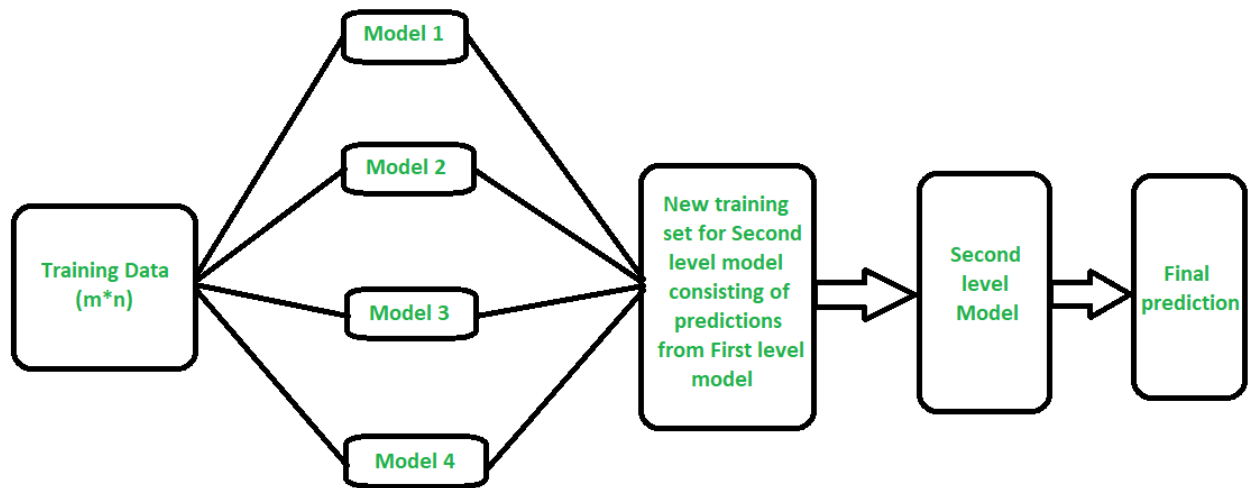 Training Data
(m*n)
Model 1
Model 2
Model 3
Model 4
New training
set for Second
level model
consisting of
predictions
from First level
model
Second
level
Model
Final
prediction